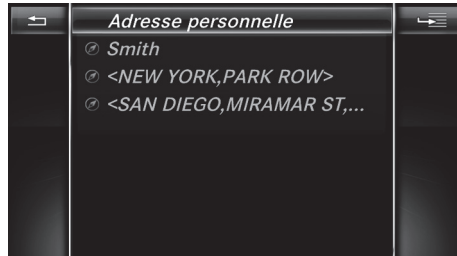 Adresse personnelle
Smith
<NEW YORK,PARK ROW>
<SAN DIEGO,MIRAMAR ST,...